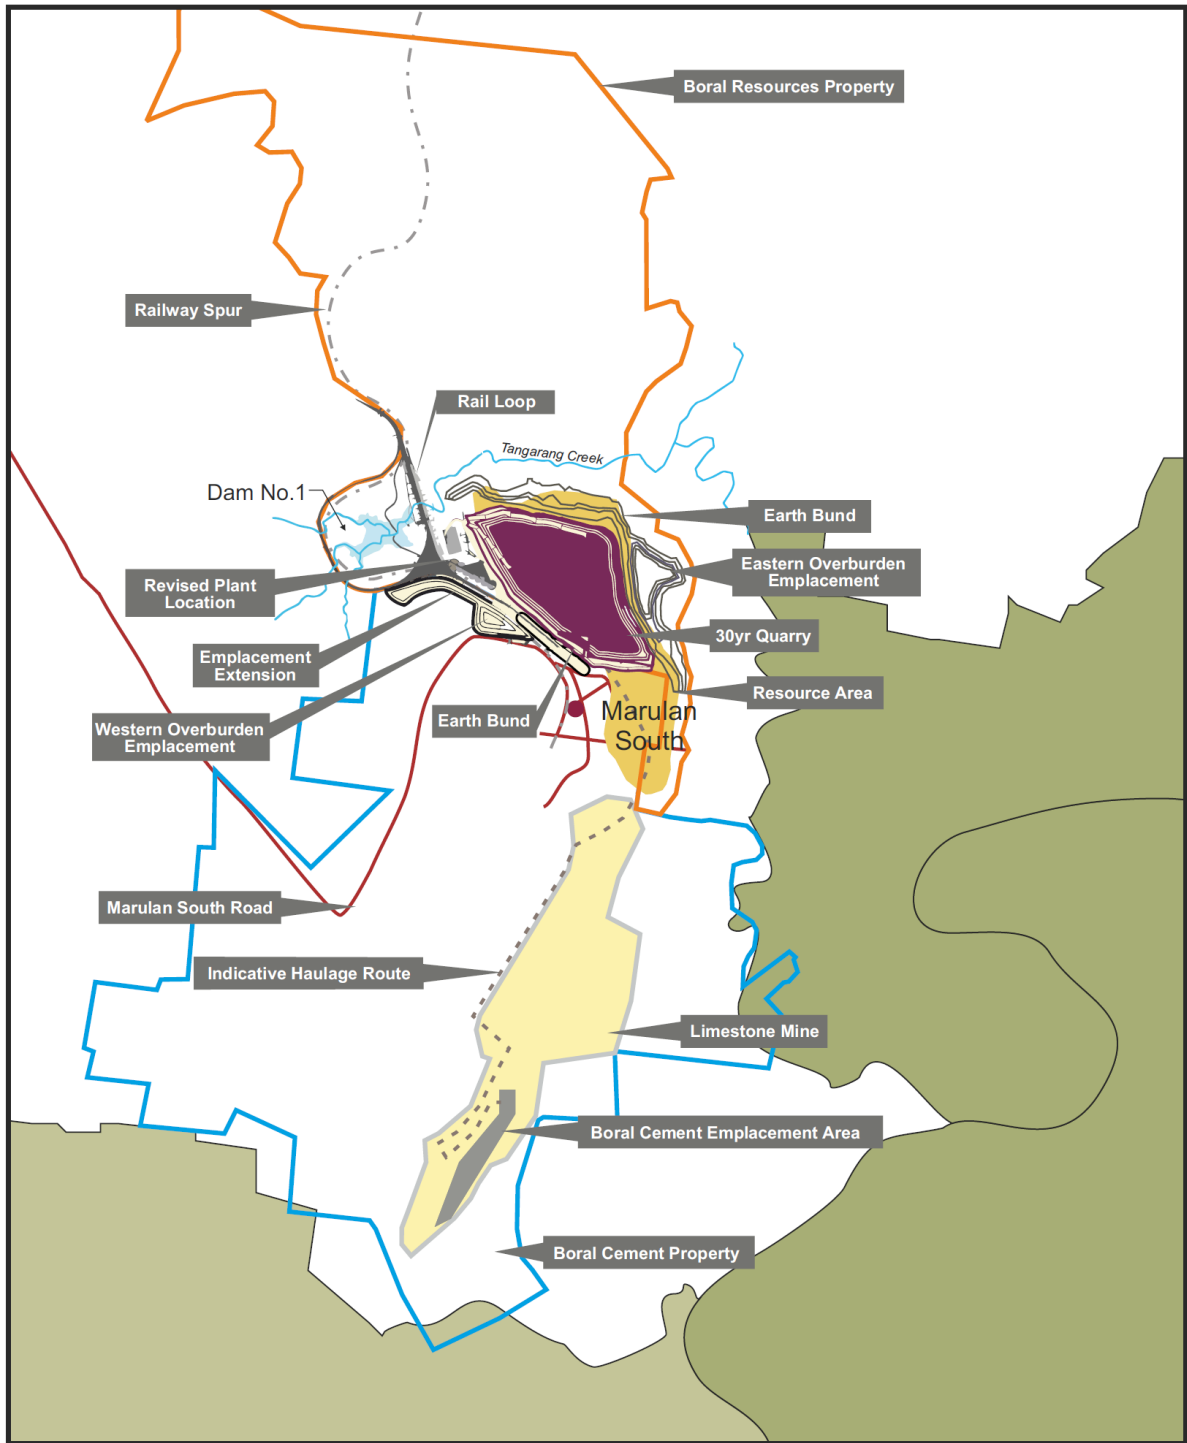 Boral Resources Property
Railway Spur
Rail Loop
Tangarang Creek
Dam No.1
Earth Bund
Eastern Overburden
Emplacement
Revised Plant
Location
30yr Quarry
Emplacement
Extension
Resource Area
Earth Bund
Marulan
South
Western Overburden
Emplacement
Marulan South Road
Indicative Haulage Route
Limestone Mine
Boral Cement Emplacement Area
Boral Cement Property